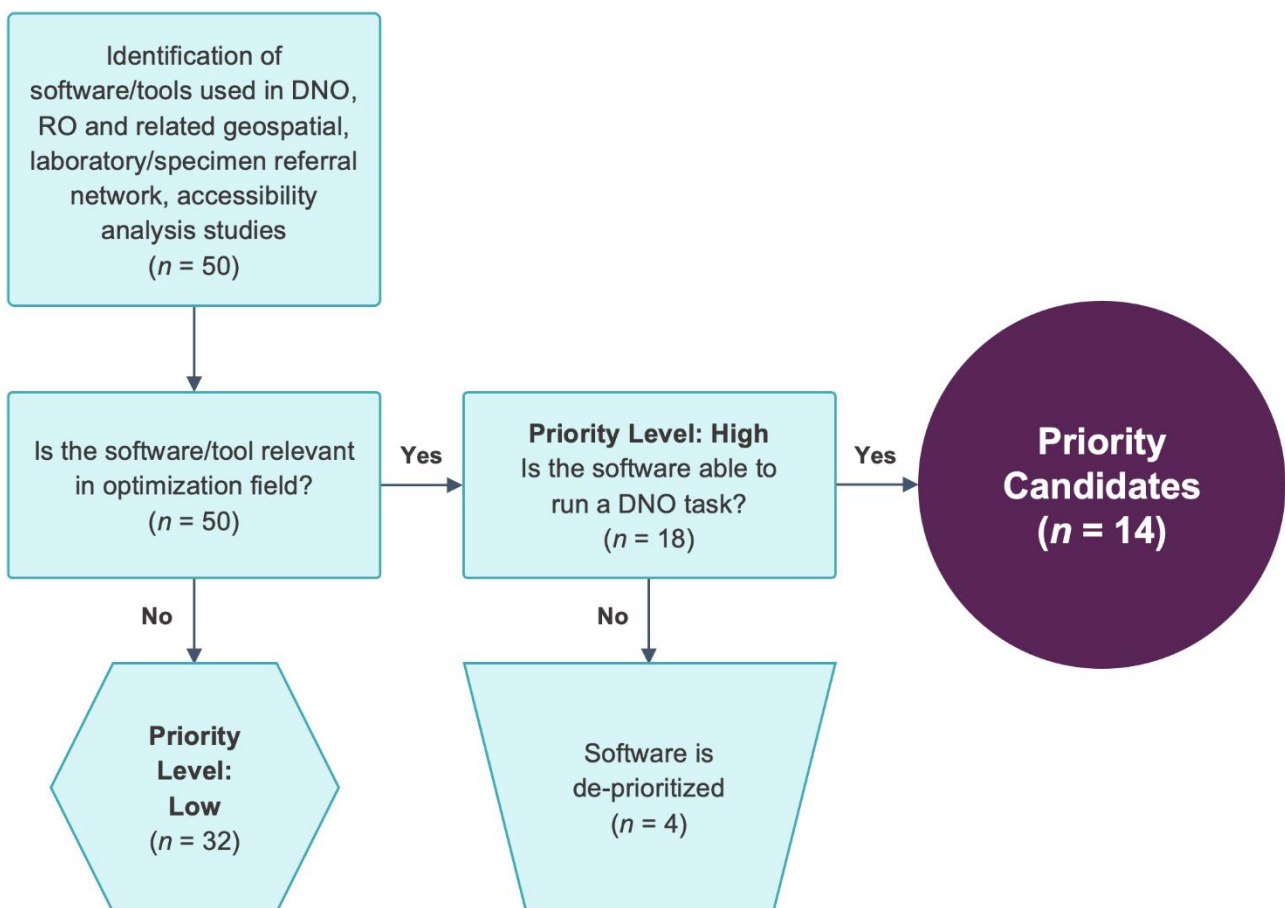 Identification of
software/tools used in DNO,
RO and related geospatial,
laboratory/specimen referral
network, accessibility
analysis studies
(n = 50)
Is the software/tool relevant
in optimization field?
(n = 50)
Yes
Priority Level: High
Is the software able to
run a DNO task?
(n = 18)
Yes
Priority
Candidates
(n = 14)
No
Priority
Level:
Low
(n = 32)
No
Software is
de-prioritized
(n = 4)